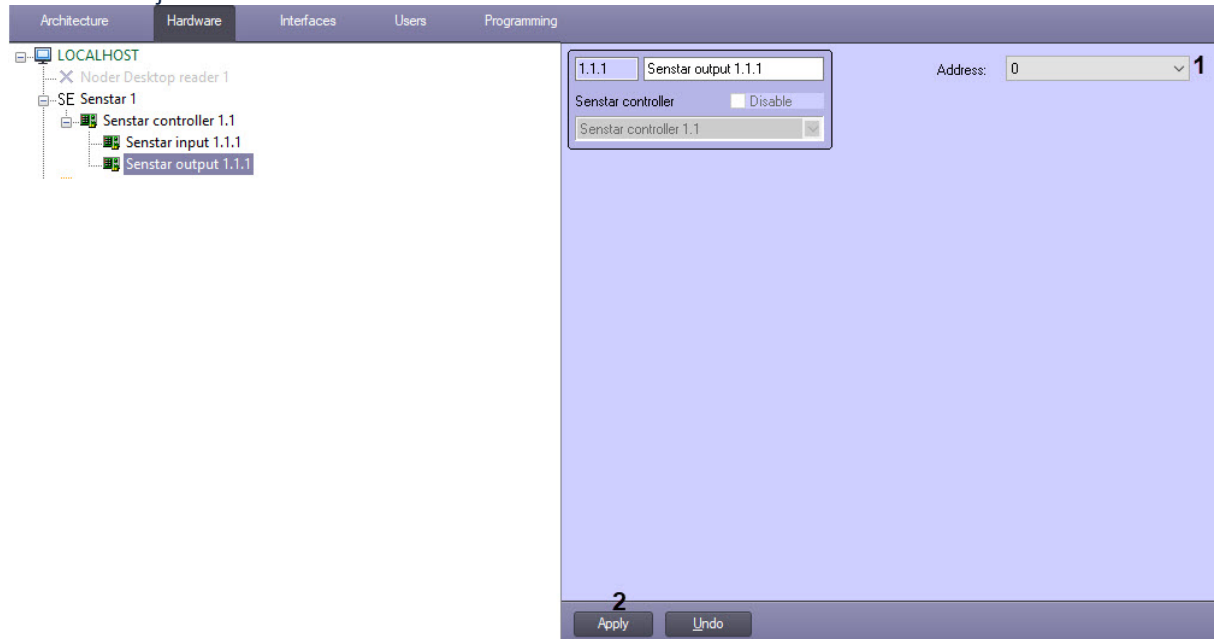 Architecture Hardware Interfaces Users Programming
LOCALHOST
Noder Desktop reader 1
SE Senstar 1
Senstar controller 1.1
Senstar input 1.1.1
Senstar output 1.1.1
1.1.1 Senstar output 1.1.1
Senstar controller Disable
Senstar controller 1.1
Address: 0 1
2
Apply Undo